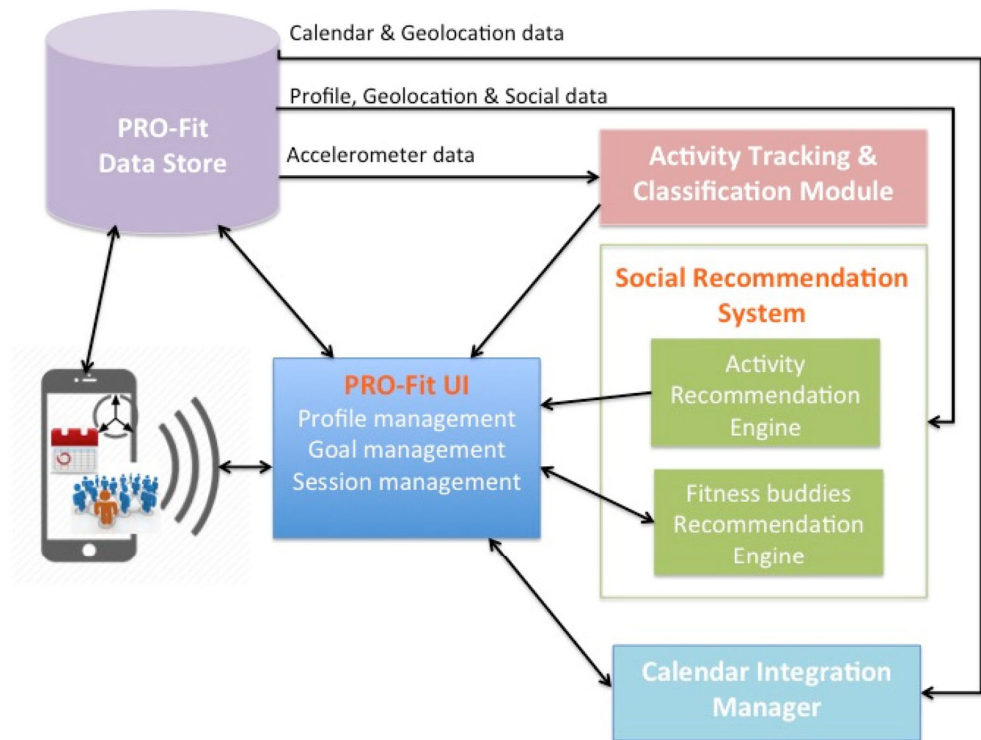 Calendar & Geolocation data
Profile, Geolocation & Social data
PRO-Fit
Data Store
Accelerometer data
Activity Tracking &
Classification Module
Social Recommendation
System
Activity
Recommendation
Engine
PRO-Fit UI
Profile management
Goal management
Session management
Fitness buddies
Recommendation
Engine
Calendar Integration
Manager